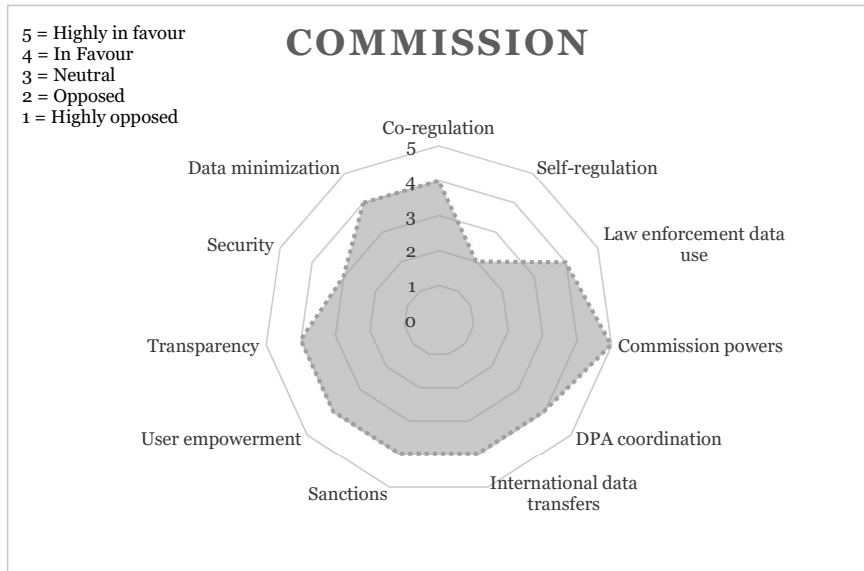 COMMISSION
5 = Highly in favour
4 = In Favour
3 = Neutral
2 = Opposed
1 = Highly opposed
Co-regulation
5
4
3
2
1
0
Self-regulation
Law enforcement data
use
Commission powers
DPA coordination
International data
transfers
Sanctions
User empowerment
Transparency
Security
Data minimization